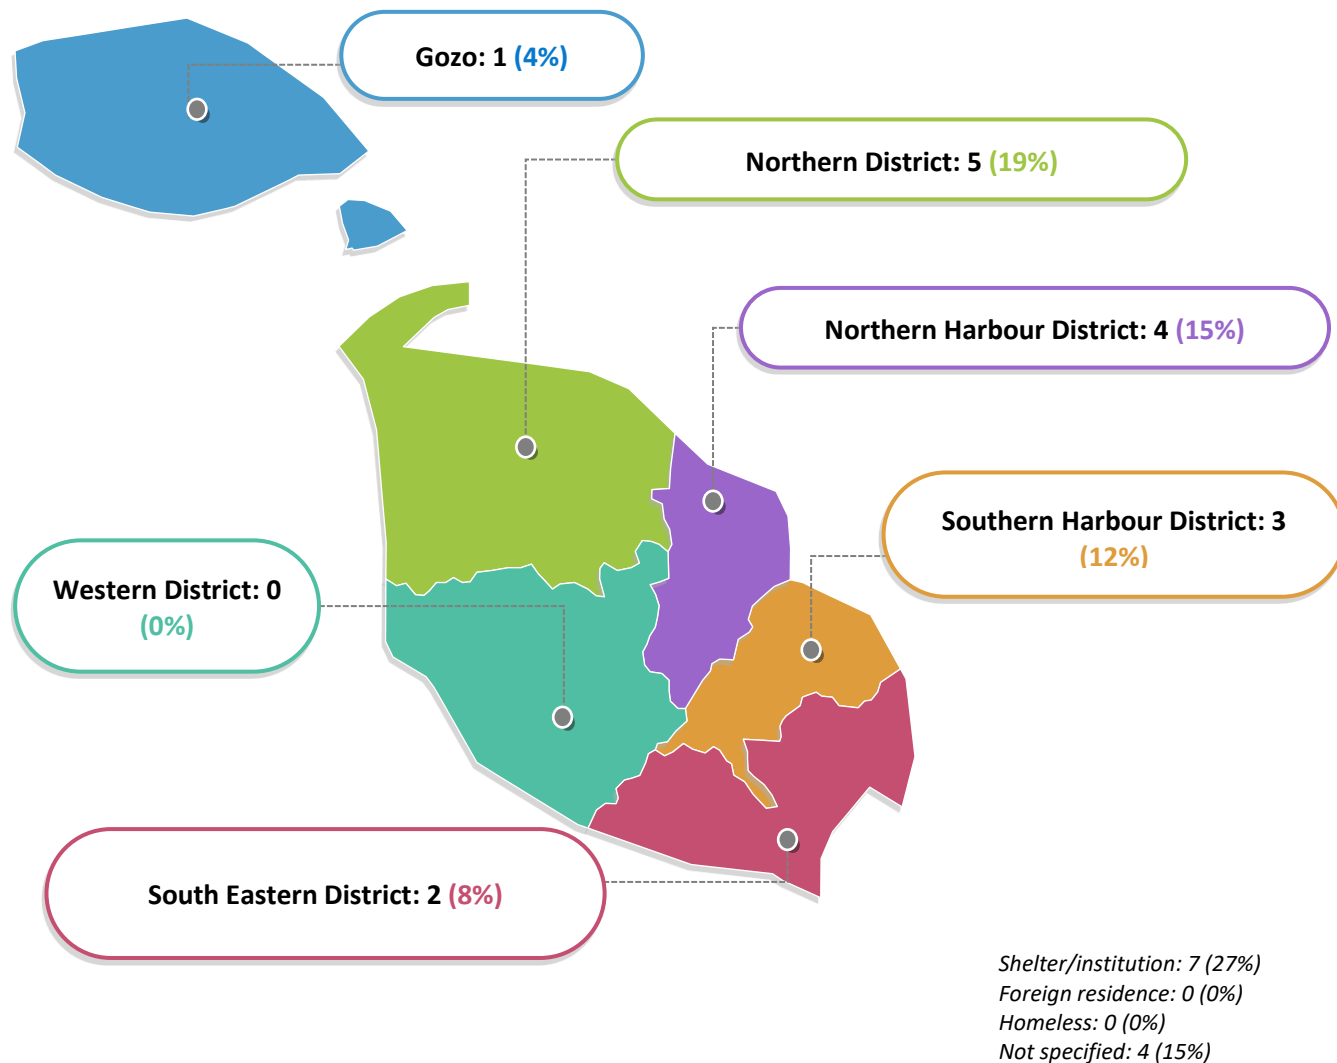 Gozo: 1 (4%)
Northern District: 5 (19%)
Northern Harbour District: 4 (15%)
Southern Harbour District: 3
(12%)
Western District: 0
(0%)
South Eastern District: 2 (8%)
Shelter/institution: 7 (27%)
Foreign residence: 0 (0%)
Homeless: 0 (0%)
Not specified: 4 (15%)